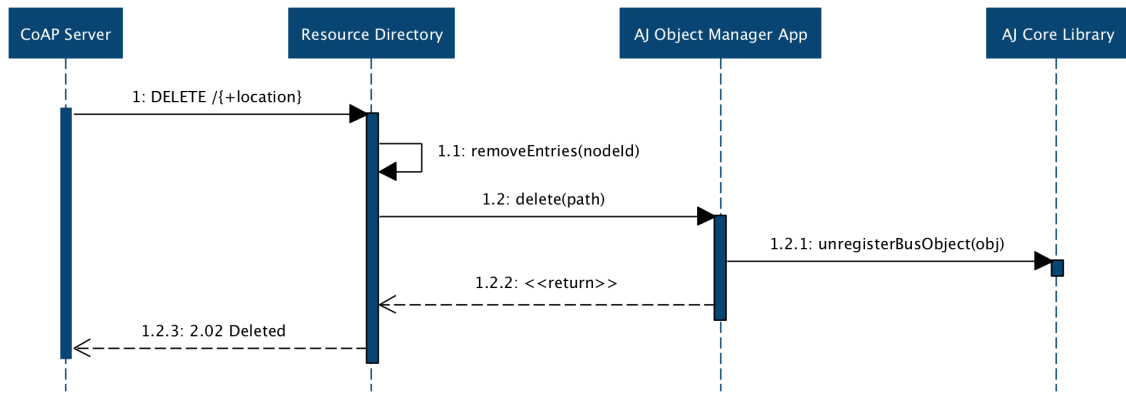 CoAP Server
Resource Directory
AJ Object Manager App
AJ Core Library
1: DELETE /{+location}
1.1: removeEntries(nodeId)
1.2: delete(path)
1.2.1: unregisterBusObject(obj)
1.2.2: <<return>>
1.2.3: 2.02 Deleted